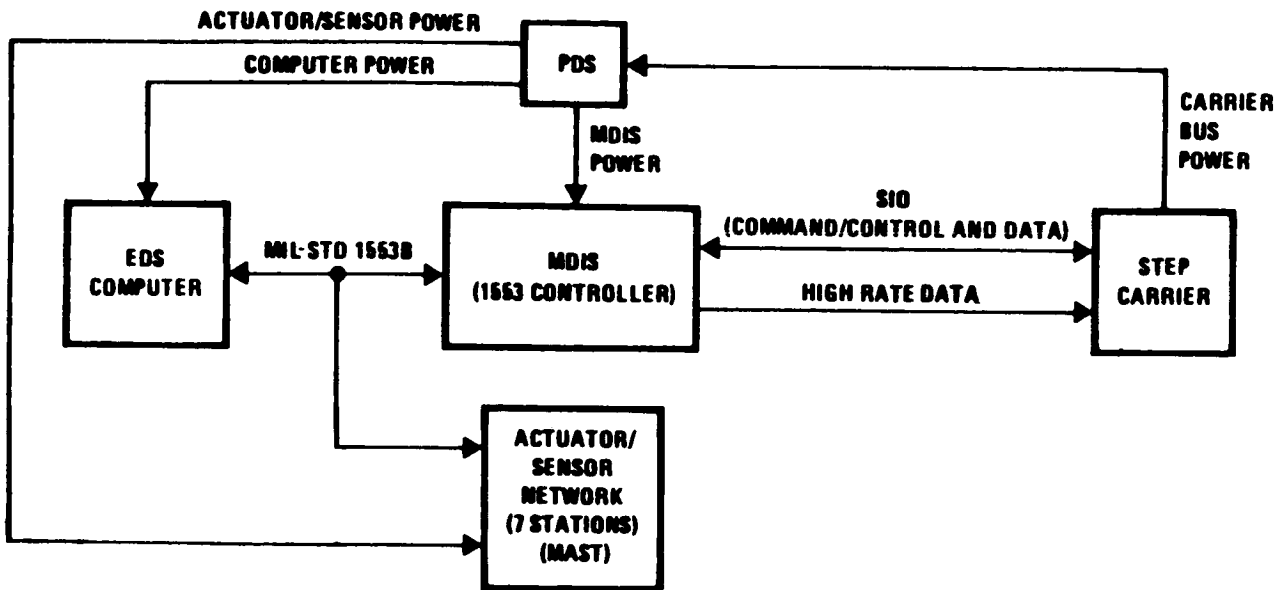 ACTUATOR/SENSOR POWER
COMPUTER POWER
PDS
MDIS
POWER
CARRIER
BUS
POWER
EDS
COMPUTER
MIL-STD 1553B
MDIS
(1553 CONTROLLER)
SIO
(COMMAND/CONTROL AND DATA)
HIGH RATE DATA
STEP
CARRIER
ACTUATOR/
SENSOR
NETWORK
(7 STATIONS)
(MAST)